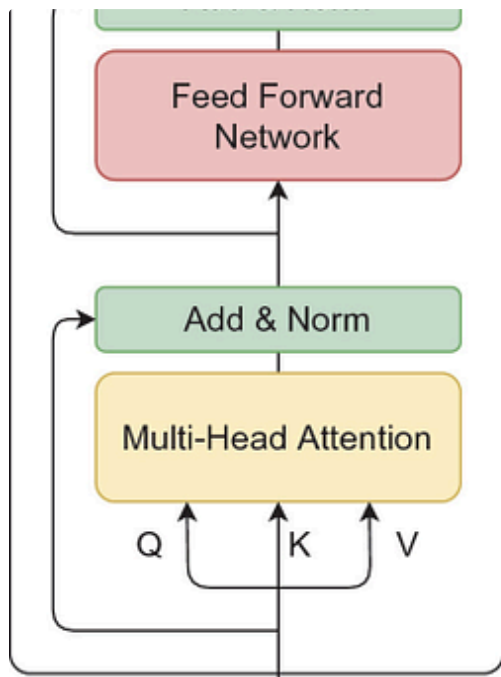 Feed Forward
Network
Add & Norm
Multi-Head Attention
Q K V